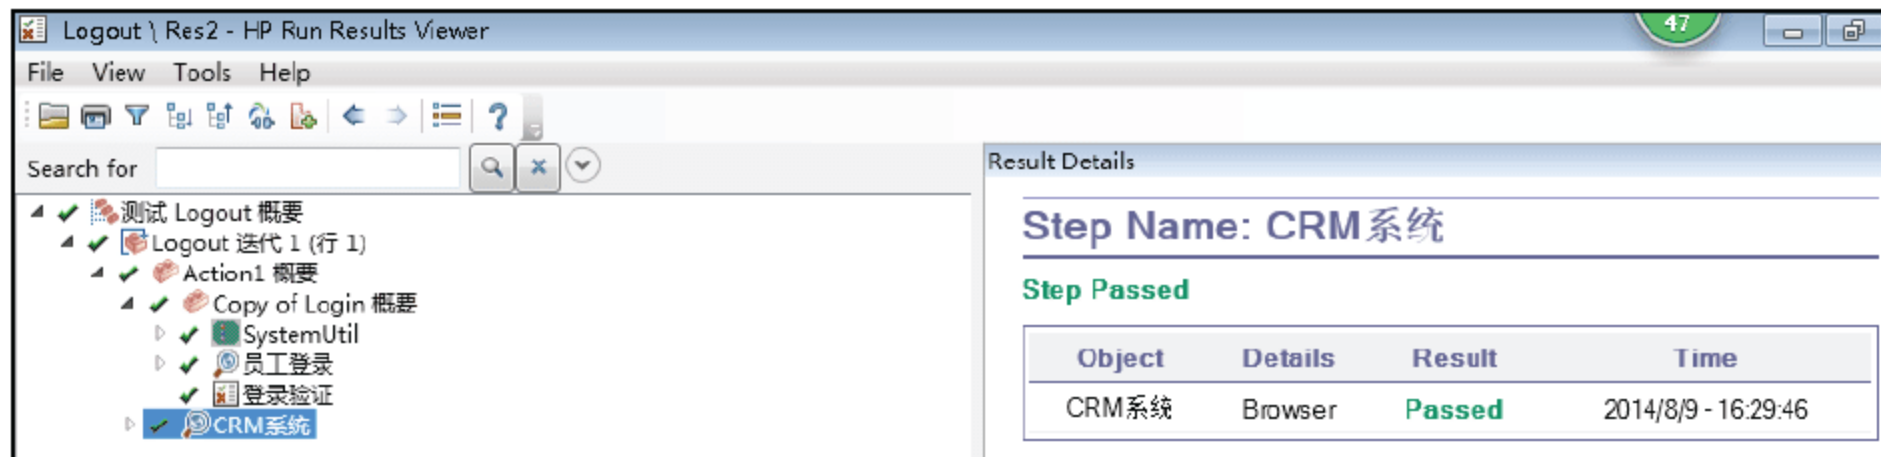 Logout \ Res2 - HP Run Results Viewer
47
File View Tools Help
Search for
Result Details
测试 Logout 概要
Logout 迭代 1 (行 1)
Action1 概要
Copy of Login 概要
SystemUtil
员工登录
登录验证
CRM系统
Step Name: CRM系统
Step Passed
Object Details Result Time
CRM系统 Browser Passed 2014/8/9 - 16:29:46